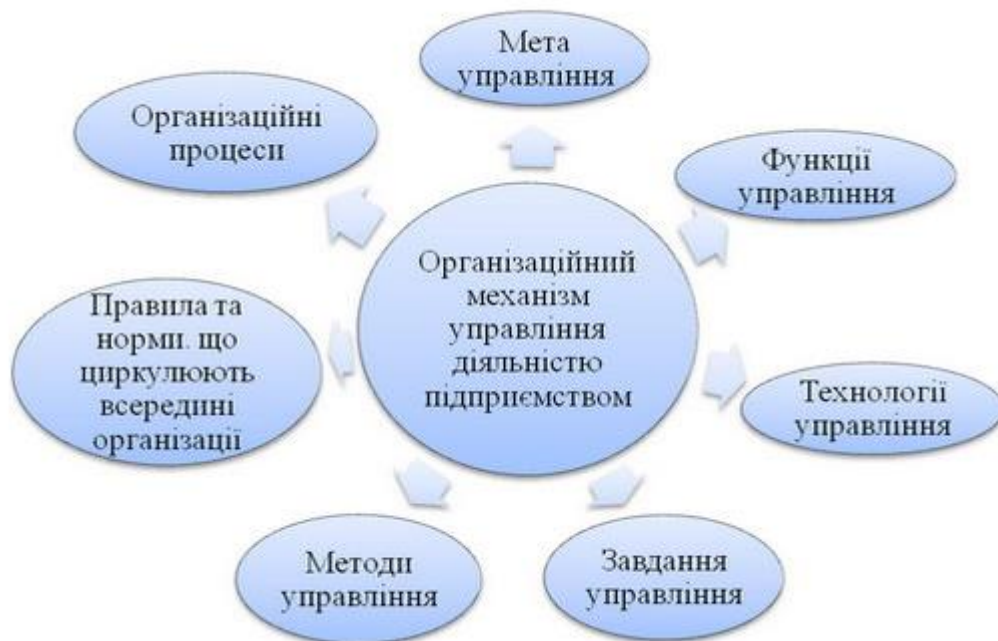 Мета
управління
Організаційні
процеси
Функції
управління
Організаційний
механізм
управління
діяльністю
підприємством
Правила та
норми. що
циркулюють
всередині
організації
Технології
управління
Методи
управління
Завдання
управління